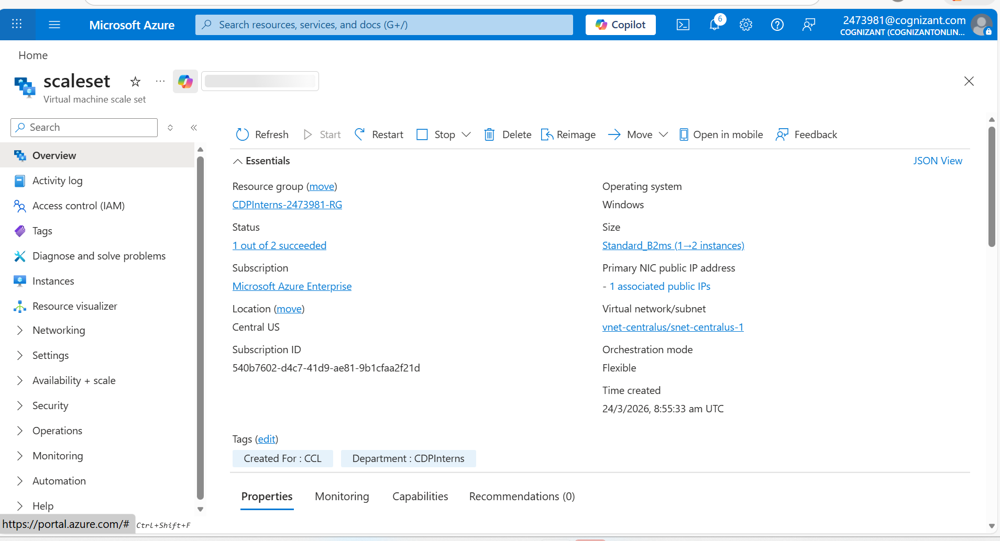 Microsoft Azure
Search resources, services, and docs (G+/)
Copilot
6
2473981@cognizant.com
COGNIZANT (COGNIZANTONLIN...
Home
scaleset
Virtual machine scale set
Search
Overview
Activity log
Access control (IAM)
Tags
Diagnose and solve problems
Instances
Resource visualizer
Networking
Settings
Availability + scale
Security
Operations
Monitoring
Automation
Help
https://portal.azure.com/# Ctrl+Shift+F
Refresh Start Restart Stop Delete Reimage Move Open in mobile Feedback
Essentials
JSON View
Resource group (move)
CDPInterns-2473981-RG
Status
1 out of 2 succeeded
Subscription
Microsoft Azure Enterprise
Location (move)
Central US
Subscription ID
540b7602-d4c7-41d9-ae81-9b1cfaa2f21d
Operating system
Windows
Size
Standard_B2ms (1→2 instances)
Primary NIC public IP address
- 1 associated public IPs
Virtual network/subnet
vnet-centralus/snet-centralus-1
Orchestration mode
Flexible
Time created
24/3/2026, 8:55:33 am UTC
Tags (edit)
Created For : CCL Department : CDPInterns
Properties Monitoring Capabilities Recommendations (0)